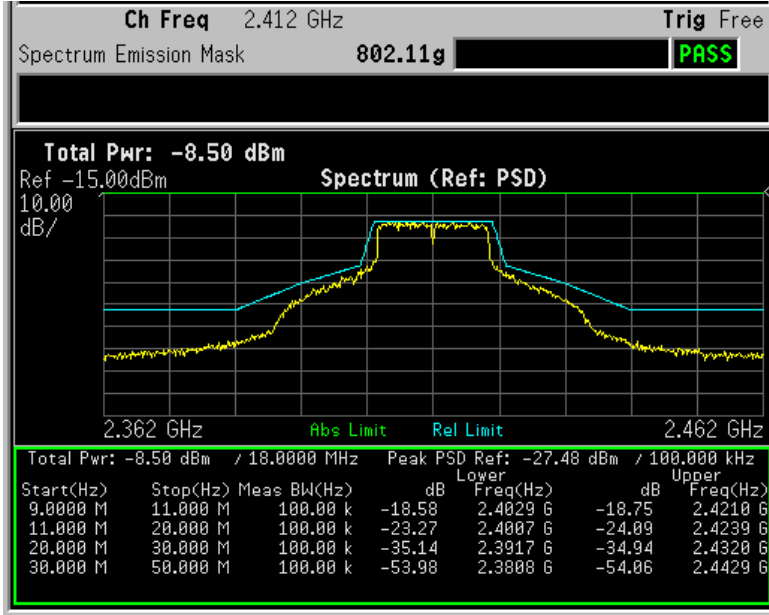 Ch Freq 2.412 GHz Trig Free
Spectrum Emission Mask 802.11g PASS
Total Pwr: -8.50 dBm
Ref -15.00dBm Spectrum (Ref: PSD)
10.00
dB/
2.362 GHz Abs Limit Rel Limit 2.462 GHz
Total Pwr: -8.50 dBm / 18.0000 MHz Peak PSD Ref: -27.48 dBm / 100.000 kHz
Lower Upper
Start(Hz) Stop(Hz) Meas BW(Hz) dB Freq(Hz) dB Freq(Hz)
9.0000 M 11.000 M 100.00 k -18.58 2.4029 G -18.75 2.4210 G
11.000 M 20.000 M 100.00 k -23.27 2.4007 G -24.09 2.4239 G
20.000 M 30.000 M 100.00 k -35.14 2.3917 G -34.94 2.4320 G
30.000 M 50.000 M 100.00 k -53.98 2.3808 G -54.06 2.4429 G